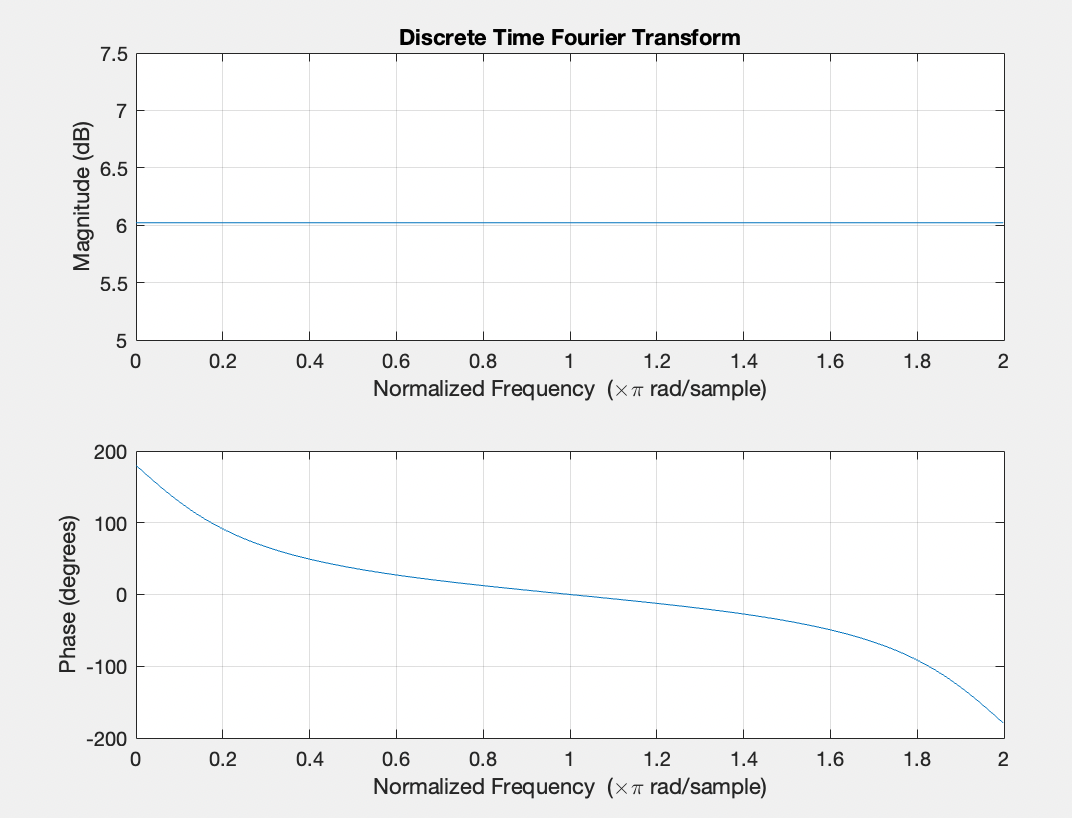 Discrete Time Fourier Transform
7.5
7
6.5
6
5.5
5
Magnitude (dB)
0 0.2 0.4 0.6 0.8 1 1.2 1.4 1.6 1.8 2
Normalized Frequency (×π rad/sample)
200
100
0
-100
-200
Phase (degrees)
0 0.2 0.4 0.6 0.8 1 1.2 1.4 1.6 1.8 2
Normalized Frequency (×π rad/sample)